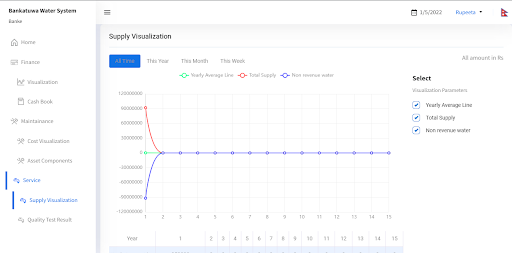 Bankatuwa Water System
Banke
3/5/2022
Rupeeta
Home
Finance
Visualization
Cash Book
Maintainance
Cost Visualization
Asset Components
Service
Supply Visualization
Quality Test Result
Supply Visualization
All Time
This Year
This Month
This Week
All amount in Rs
Yearly Average Line
Total Supply
Non revenue water
120000000
90000000
60000000
30000000
0
-30000000
-60000000
-90000000
-120000000
1 2 3 4 5 6 7 8 9 10 11 12 13 14 15
Select
Visualization Parameters
Yearly Average Line
Total Supply
Non revenue water
Year 1 2 3 4 5 6 7 8 9 10 11 12 13 14 15